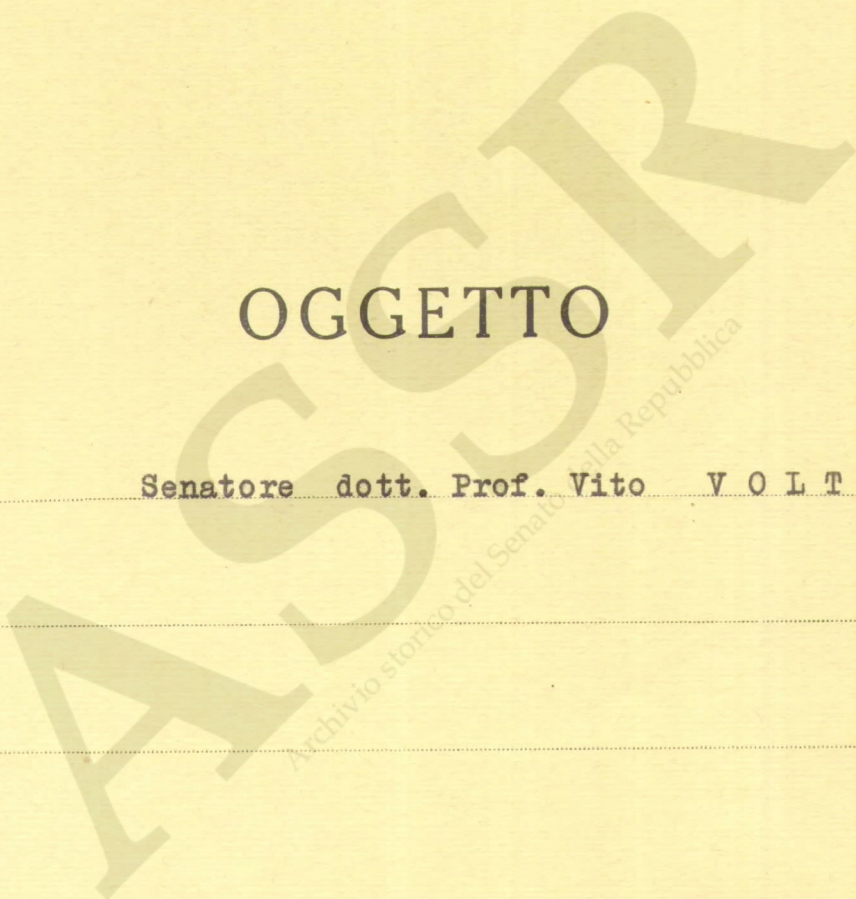 OGGETTO
Senatore dott. Prof. Vito V O L T
ASSR
Archivio storico del Senato della Repubblica